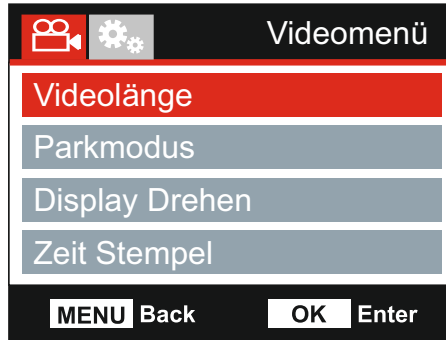 Videomenü
Videolänge
Parkmodus
Display Drehen
Zeit Stempel
MENU Back OK Enter